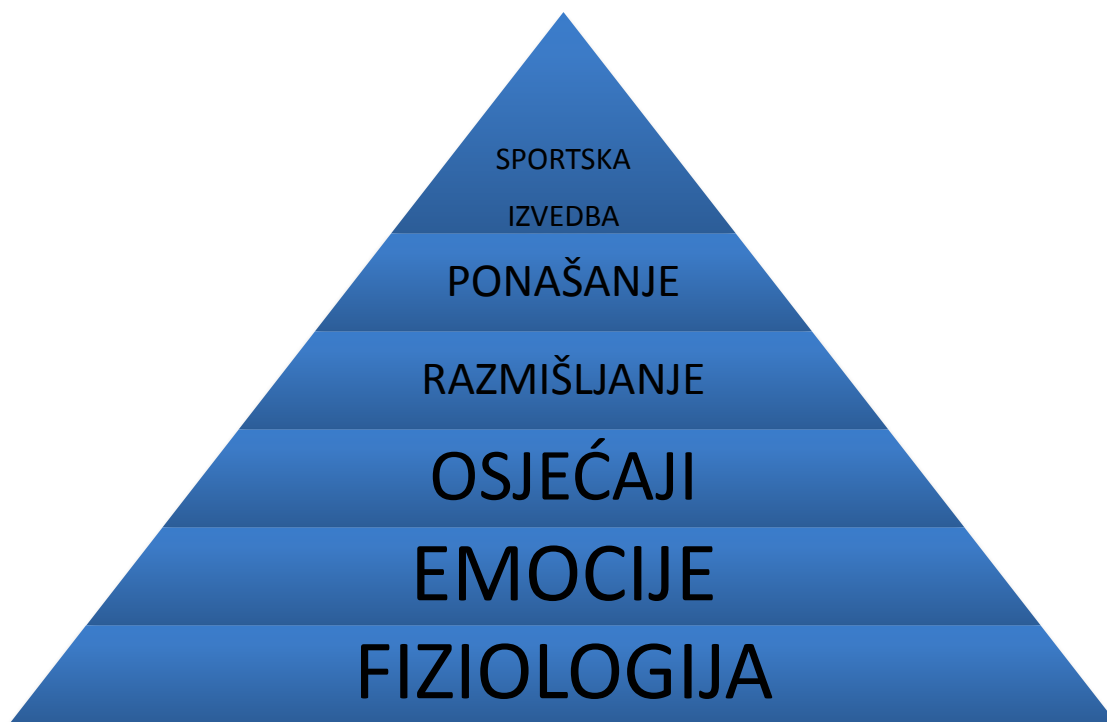 SPORTSKA
IZVEDBA
PONAŠANJE
RAZMIŠLJANJE
OSJEĆAJI
EMOCIJE
FIZIOLOGIJA